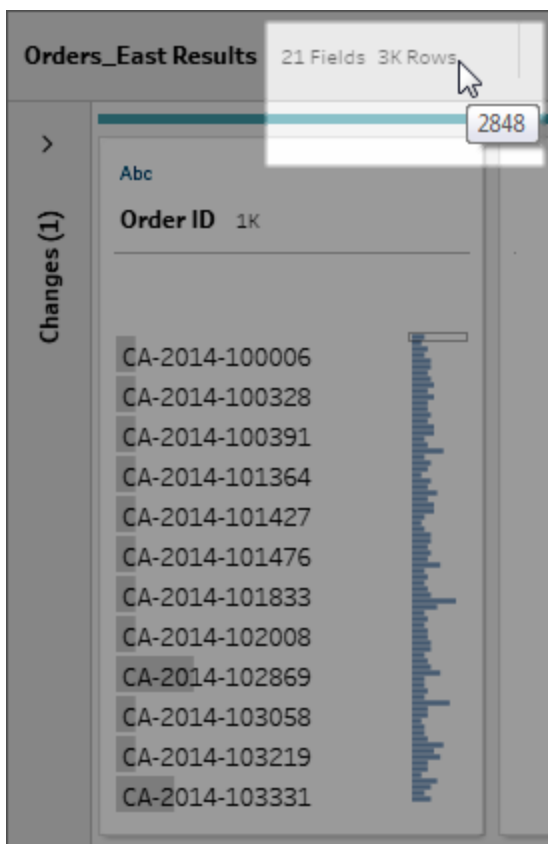 Orders_East Results 21 Fields 3K Rows
2848
Changes (1)
Abc
Order ID 1K
CA-2014-100006
CA-2014-100328
CA-2014-100391
CA-2014-101364
CA-2014-101427
CA-2014-101476
CA-2014-101833
CA-2014-102008
CA-2014-102869
CA-2014-103058
CA-2014-103219
CA-2014-103331